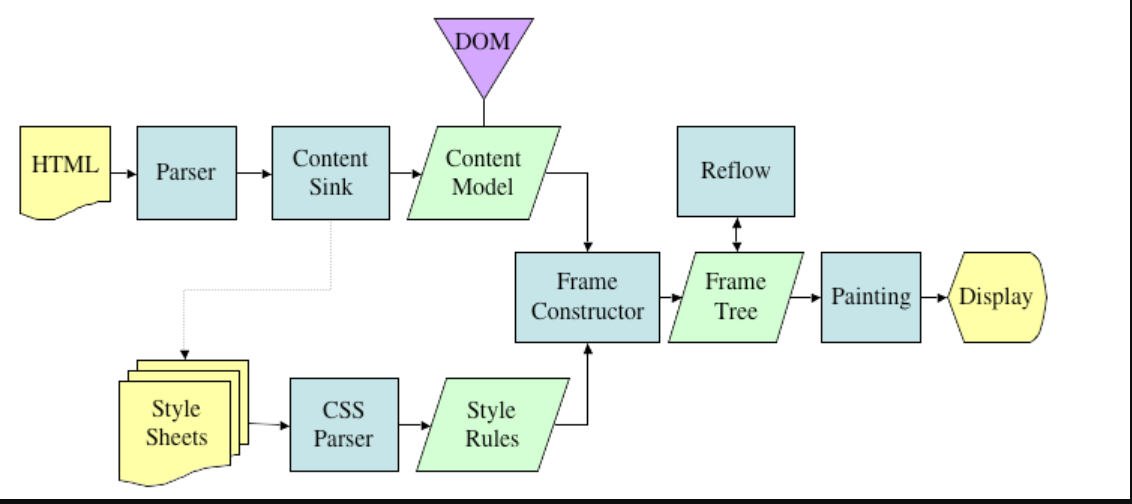 DOM
HTML
Parser
Content
Sink
Content
Model
Reflow
Frame
Constructor
Frame
Tree
Painting
Display
Style
Sheets
CSS
Parser
Style
Rules